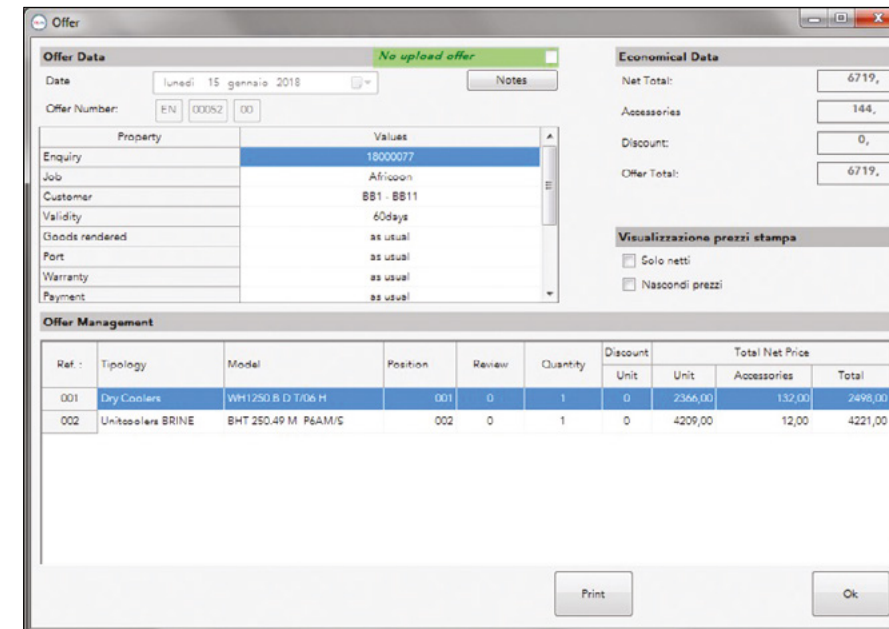 Offer
Offer Data
No upload offer
Date
lunedì 15 gennaio 2018
Notes
Offer Number:
EN 00052 00
Property Values
Enquiry 18000077
Job Africoon
Customer BB1 - BB11
Validity 60days
Goods rendered as usual
Port as usual
Warranty as usual
Payment as usual
Economical Data
Net Total: 6719,
Accessories 144,
Discount: 0,
Offer Total: 6719,
Visualizzazione prezzi stampa
Solo netti
Nascondi prezzi
Offer Management
Ref. : Tipology Model Position Review Quantity Discount Total Net Price
Unit Unit Accessories Total
001 Dry Coolers WH1250.B D T/06 H 001 0 1 0 2366,00 132,00 2498,00
002 Unitcoolers BRINE BHT 250.49 M P6AM/S 002 0 1 0 4209,00 12,00 4221,00
Print
Ok